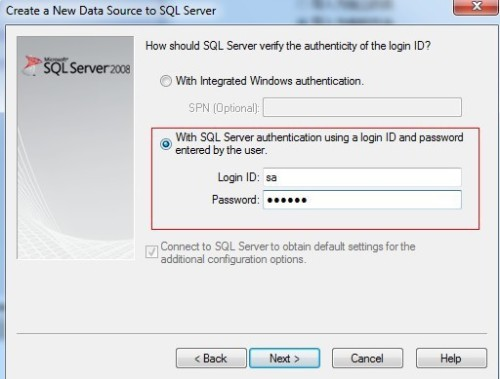 Create a New Data Source to SQL Server
How should SQL Server verify the authenticity of the login ID?
Microsoft
SQL Server 2008
With Integrated Windows authentication.
SPN (Optional):
With SQL Server authentication using a login ID and password
entered by the user.
Login ID: sa
Password: ••••••
Connect to SQL Server to obtain default settings for the
additional configuration options.
< Back Next > Cancel Help